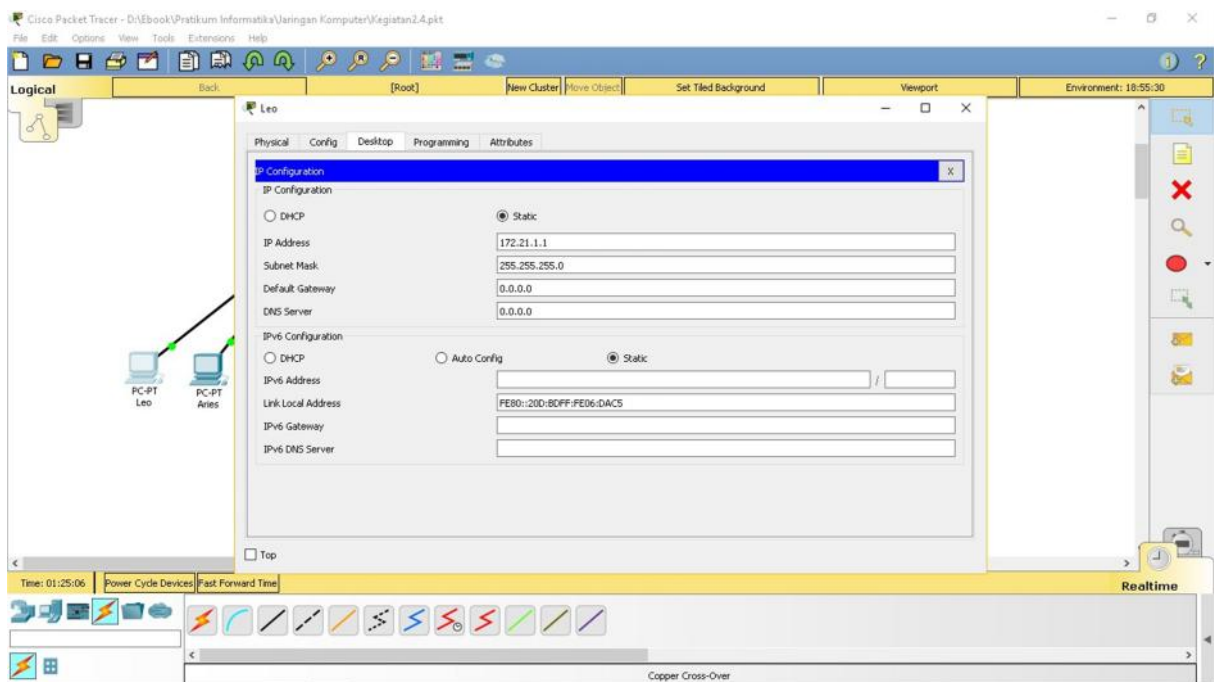 Cisco Packet Tracer - D:\Ebook\Pratikum Informatika\Jaringan Komputer\Kegiatan2.4.pkt
File Edit Options View Tools Extensions Help
Logical Back [Root] New Cluster Move Object Set Tiled Background Viewport Environment: 18:55:30
Leo
Physical Config Desktop Programming Attributes
IP Configuration X
IP Configuration
DHCP Static
IP Address 172.21.1.1
Subnet Mask 255.255.255.0
Default Gateway 0.0.0.0
DNS Server 0.0.0.0
IPv6 Configuration
DHCP Auto Config Static
IPv6 Address /
Link Local Address FE80::20D:BDFF:FE06:DAC5
IPv6 Gateway
IPv6 DNS Server
Top
PC-PT
Leo
PC-PT
Aries
Time: 01:25:06 Power Cycle Devices Fast Forward Time Realtime
Copper Cross-Over